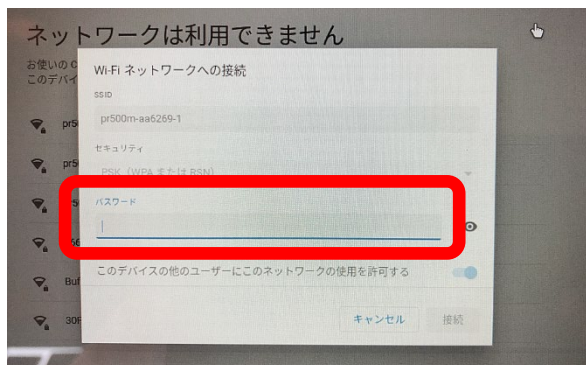 ネットワークは利用できません
お使いの C
このデバイ
Wi-Fi ネットワークへの接続
SSID
pr500m-aa6269-1
セキュリティ
PSK（WPA または RSN）
パスワード
このデバイスの他のユーザーにこのネットワークの使用を許可する
キャンセル 接続
pr50
pr5
Buf
30F